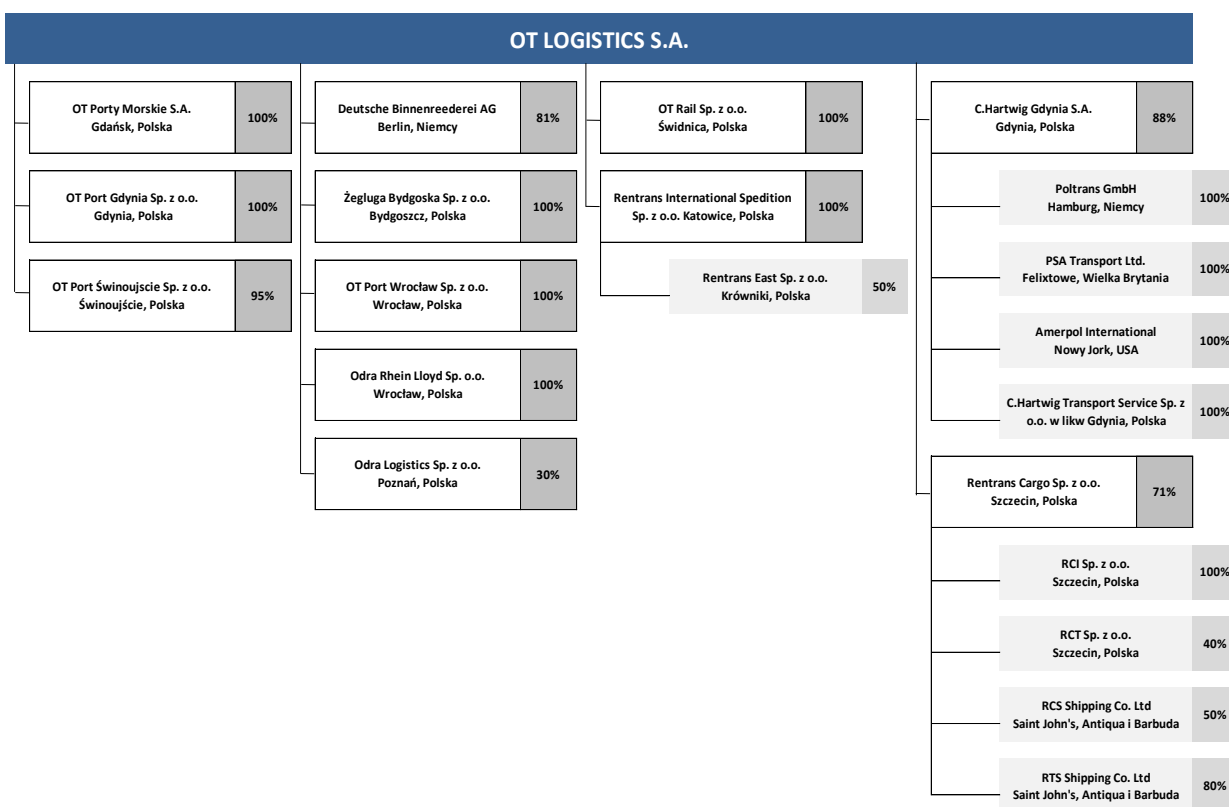 OT LOGISTICS S.A.
OT Porty Morskie S.A.
Gdańsk, Polska
100%
OT Port Gdynia Sp. z o.o.
Gdynia, Polska
100%
OT Port Świnoujscie Sp. z o.o.
Świnoujście, Polska
95%
Deutsche Binnenreederei AG
Berlin, Niemcy
81%
Żegluga Bydgoska Sp. z o.o.
Bydgoszcz, Polska
100%
OT Port Wrocław Sp. z o.o.
Wrocław, Polska
100%
Odra Rhein Lloyd Sp. o.o.
Wrocław, Polska
100%
Odra Logistics Sp. z o.o.
Poznań, Polska
30%
OT Rail Sp. z o.o.
Świdnica, Polska
100%
Rentrans International Spedition
Sp. z o.o. Katowice, Polska
100%
Rentrans East Sp. z o.o.
Krówniki, Polska
50%
C.Hartwig Gdynia S.A.
Gdynia, Polska
88%
Poltrans GmbH
Hamburg, Niemcy
100%
PSA Transport Ltd.
Felixtowe, Wielka Brytania
100%
Amerpol International
Nowy Jork, USA
100%
C.Hartwig Transport Service Sp. z
o.o. w likw Gdynia, Polska
100%
Rentrans Cargo Sp. z o.o.
Szczecin, Polska
71%
RCI Sp. z o.o.
Szczecin, Polska
100%
RCT Sp. z o.o.
Szczecin, Polska
40%
RCS Shipping Co. Ltd
Saint John's, Antiqua i Barbuda
50%
RTS Shipping Co. Ltd
Saint John's, Antiqua i Barbuda
80%